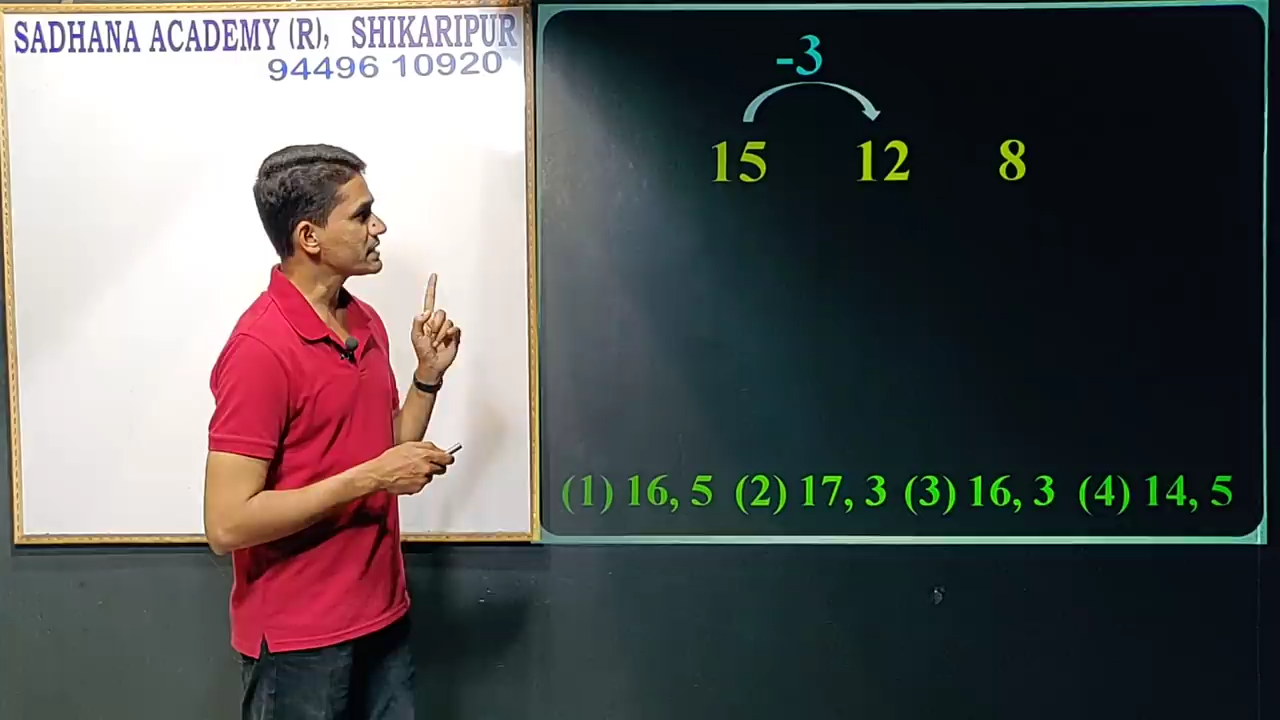 SADHANA ACADEMY (R), SHIKARIPUR
94496 10920
-3
15 12 8
(1) 16, 5 (2) 17, 3 (3) 16, 3 (4) 14, 5